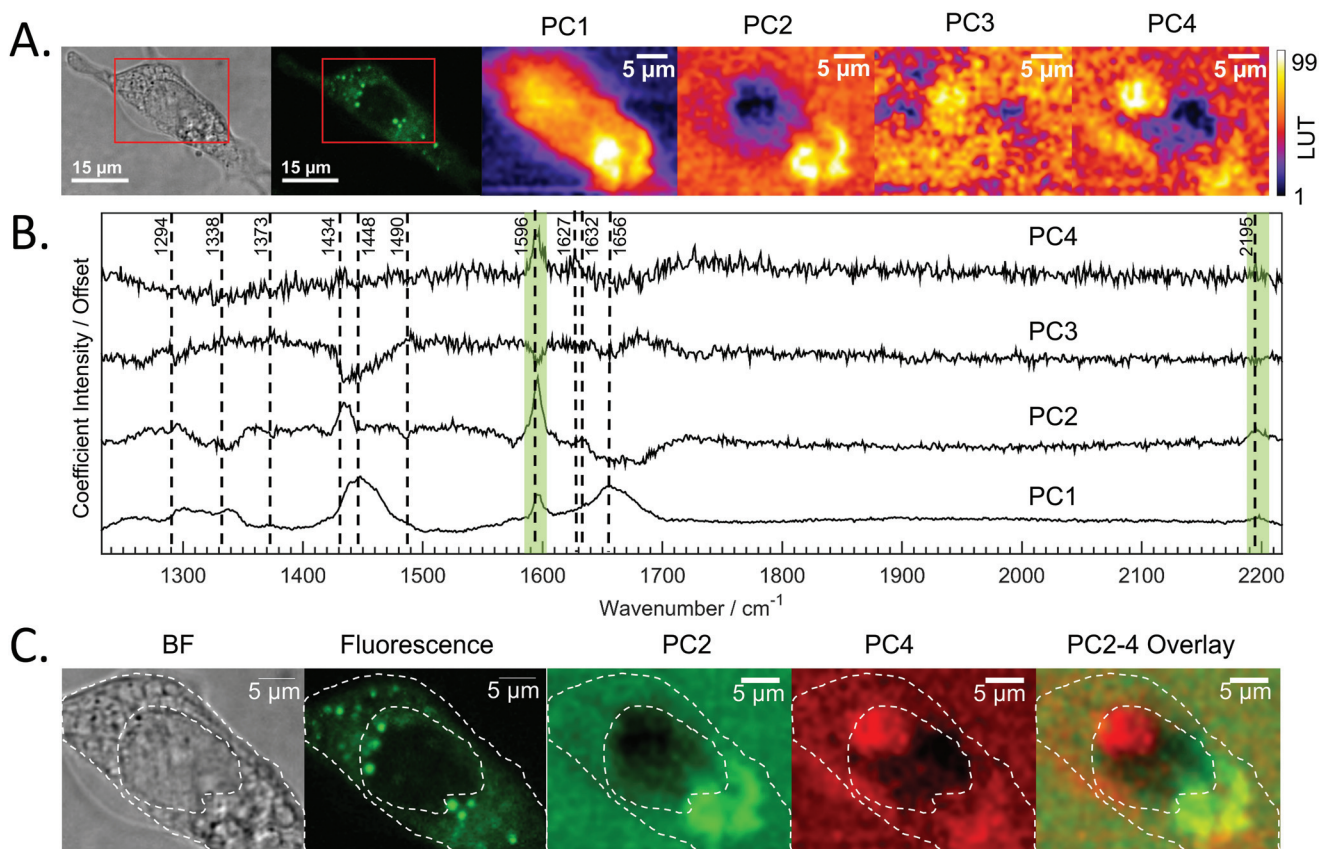 A.
PC1 PC2 PC3 PC4
15 µm 15 µm 5 µm 5 µm 5 µm 5 µm
99
LUT
1
B.
1294 1338 1373 1434 1448 1490 1596 1627 1632 1656 2195
PC4
PC3
PC2
PC1
Coefficient Intensity / Offset
1300 1400 1500 1600 1700 1800 1900 2000 2100 2200
Wavenumber / cm⁻¹
C.
BF Fluorescence PC2 PC4 PC2-4 Overlay
5 µm 5 µm 5 µm 5 µm 5 µm